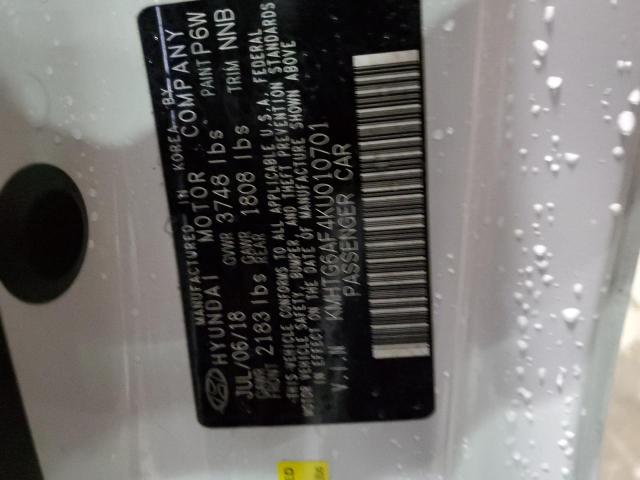 MANUFACTURED IN KOREA BY
HYUNDAI MOTOR COMPANY
JUL/06/18 GVWR 3748 lbs PAINT P6W
GAWR FRONT 2183 lbs GAWR REAR 1808 lbs TRIM NNB
THIS VEHICLE CONFORMS TO ALL APPLICABLE U.S.A. FEDERAL
MOTOR VEHICLE SAFETY, BUMPER, AND THEFT PREVENTION STANDARDS
IN EFFECT ON THE DATE OF MANUFACTURE SHOWN ABOVE
V.I.N KMHTG6AF4KU010701
PASSENGER CAR